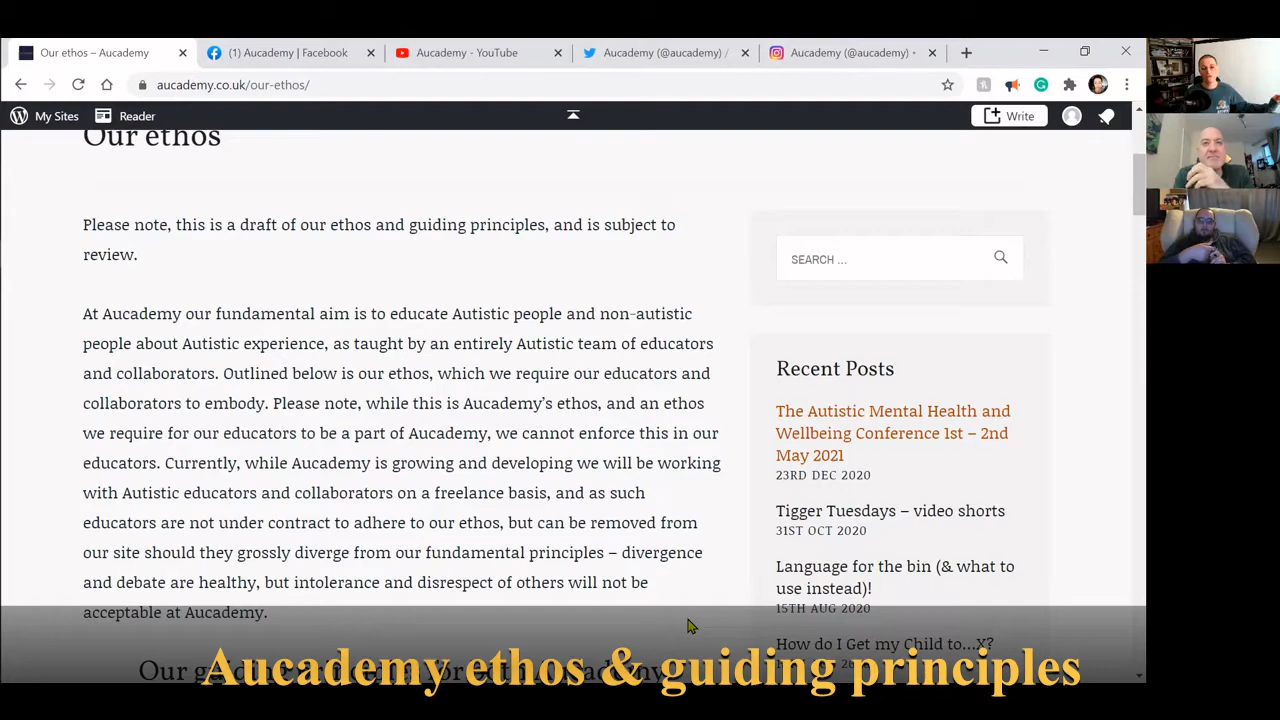 Our ethos – Aucademy
(1) Aucademy | Facebook
Aucademy - YouTube
Aucademy (@aucademy) /
Aucademy (@aucademy) •
aucademy.co.uk/our-ethos/
My Sites
Reader
Write
Our ethos
Please note, this is a draft of our ethos and guiding principles, and is subject to
review.
At Aucademy our fundamental aim is to educate Autistic people and non-autistic
people about Autistic experience, as taught by an entirely Autistic team of educators
and collaborators. Outlined below is our ethos, which we require our educators and
collaborators to embody. Please note, while this is Aucademy's ethos, and an ethos
we require for our educators to be a part of Aucademy, we cannot enforce this in our
educators. Currently, while Aucademy is growing and developing we will be working
with Autistic educators and collaborators on a freelance basis, and as such
educators are not under contract to adhere to our ethos, but can be removed from
our site should they grossly diverge from our fundamental principles – divergence
and debate are healthy, but intolerance and disrespect of others will not be
acceptable at Aucademy.
SEARCH ...
Recent Posts
The Autistic Mental Health and
Wellbeing Conference 1st – 2nd
May 2021
23RD DEC 2020
Tigger Tuesdays – video shorts
31ST OCT 2020
Language for the bin (& what to
use instead)!
15TH AUG 2020
How do I Get my Child to...X?
Aucademy ethos & guiding principles